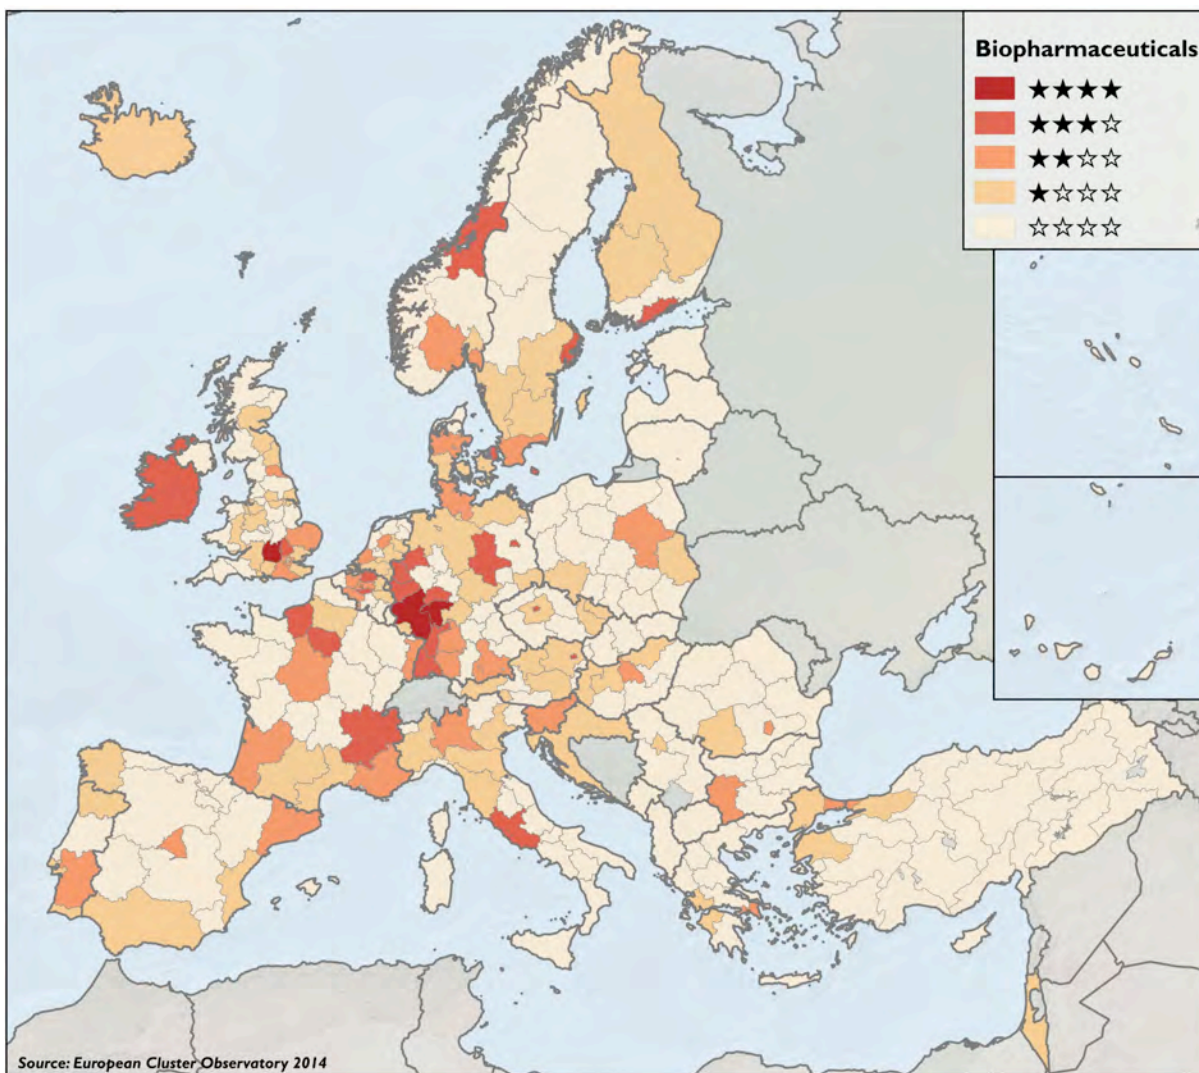 Biopharmaceuticals
★★★★
★★★☆
★★☆☆
★☆☆☆
☆☆☆☆
Source: European Cluster Observatory 2014